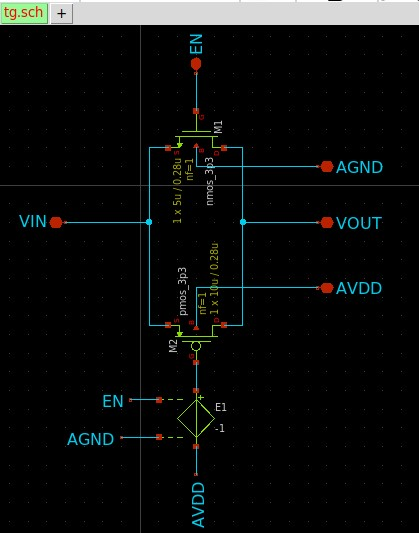 tg.sch +
EN
G
M1
S
B
D
1 x 5u / 0.28u
nf=1
nmos_3p3
AGND
VIN
VOUT
pmos_3p3
nf=1
1 x 10u / 0.28u
AVDD
S
B
D
M2
G
+
EN
E1
-1
AGND
AVDD